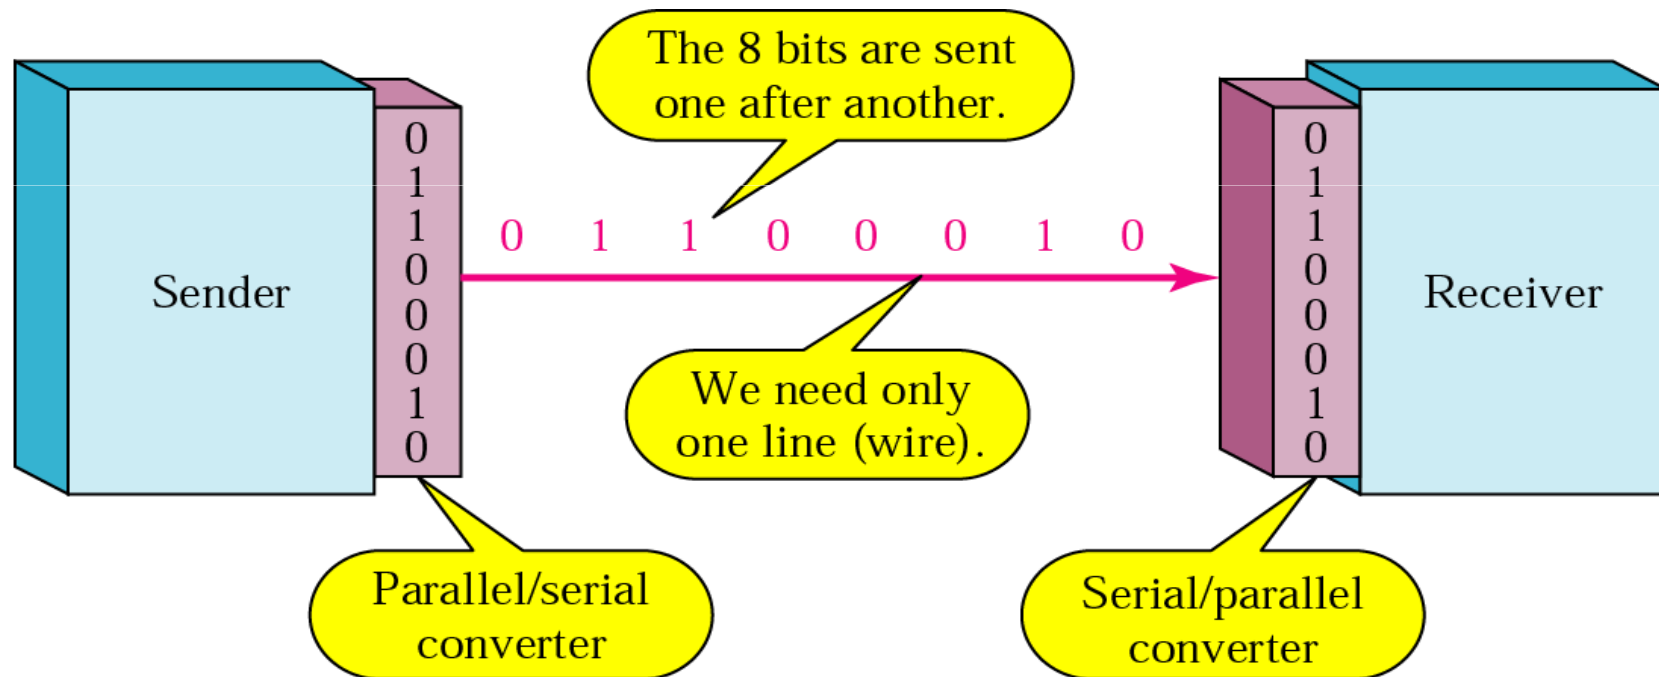 The 8 bits are sent
one after another.
0
1
1
0
0
0
1
0
Sender
0 1 1 0 0 0 1 0
We need only
one line (wire).
0
1
1
0
0
0
1
0
Receiver
Parallel/serial
converter
Serial/parallel
converter